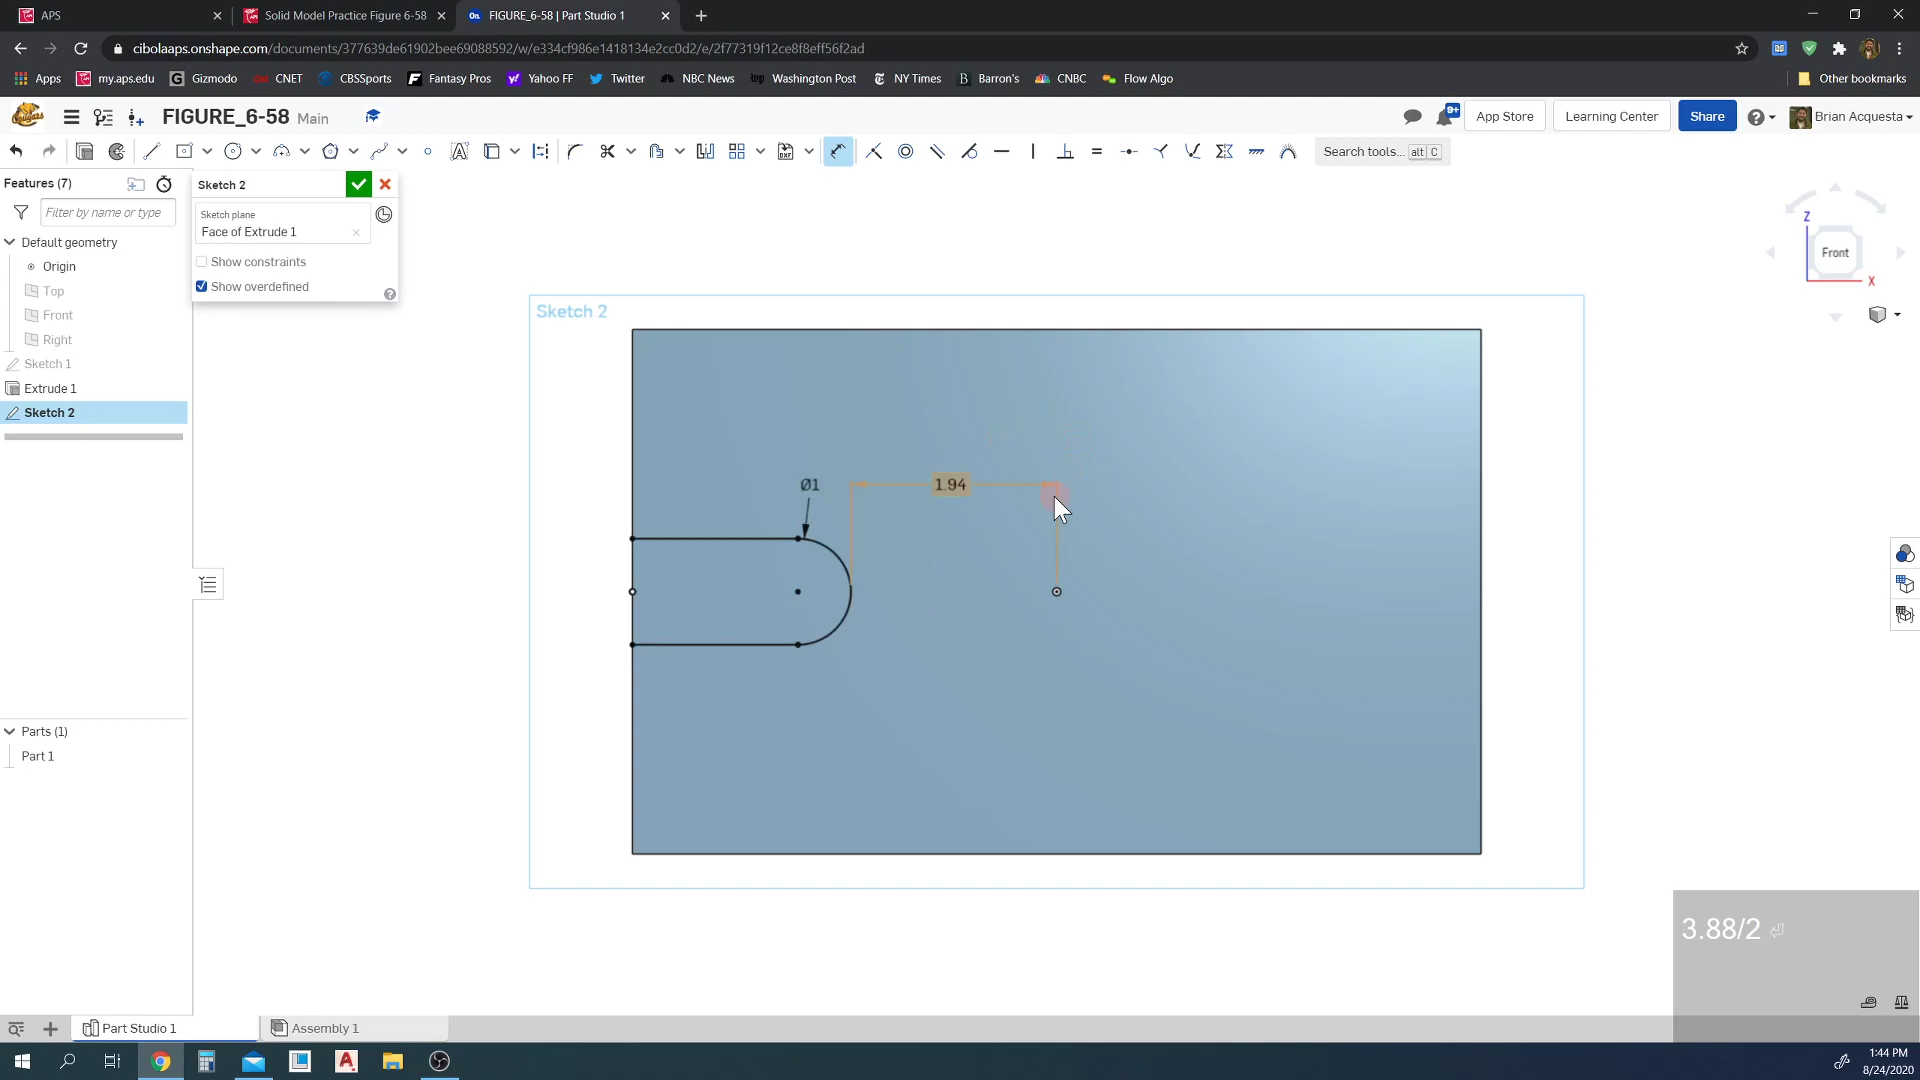 APS
Solid Model Practice Figure 6-58
On FIGURE_6-58 | Part Studio 1
cibolaaps.onshape.com/documents/377639de61902bee69088592/w/e334cf986e1418134e2cc0d2/e/2f77319f12ce8f8eff56f2ad
Apps my.aps.edu Gizmodo CNET CBSSports Fantasy Pros Yahoo FF Twitter NBC News Washington Post NY Times Barron's CNBC Flow Algo Other bookmarks
FIGURE_6-58 Main
9+ App Store Learning Center Share Brian Acquesta
Search tools... alt C
Features (7)
Filter by name or type
Default geometry
Origin
Top
Front
Right
Sketch 1
Extrude 1
Sketch 2
Sketch 2
Sketch plane
Face of Extrude 1
Show constraints
Show overdefined
Z
Front
X
Sketch 2
Ø1
1.94
Parts (1)
Part 1
3.88/2
Part Studio 1
Assembly 1
1:44 PM
8/24/2020